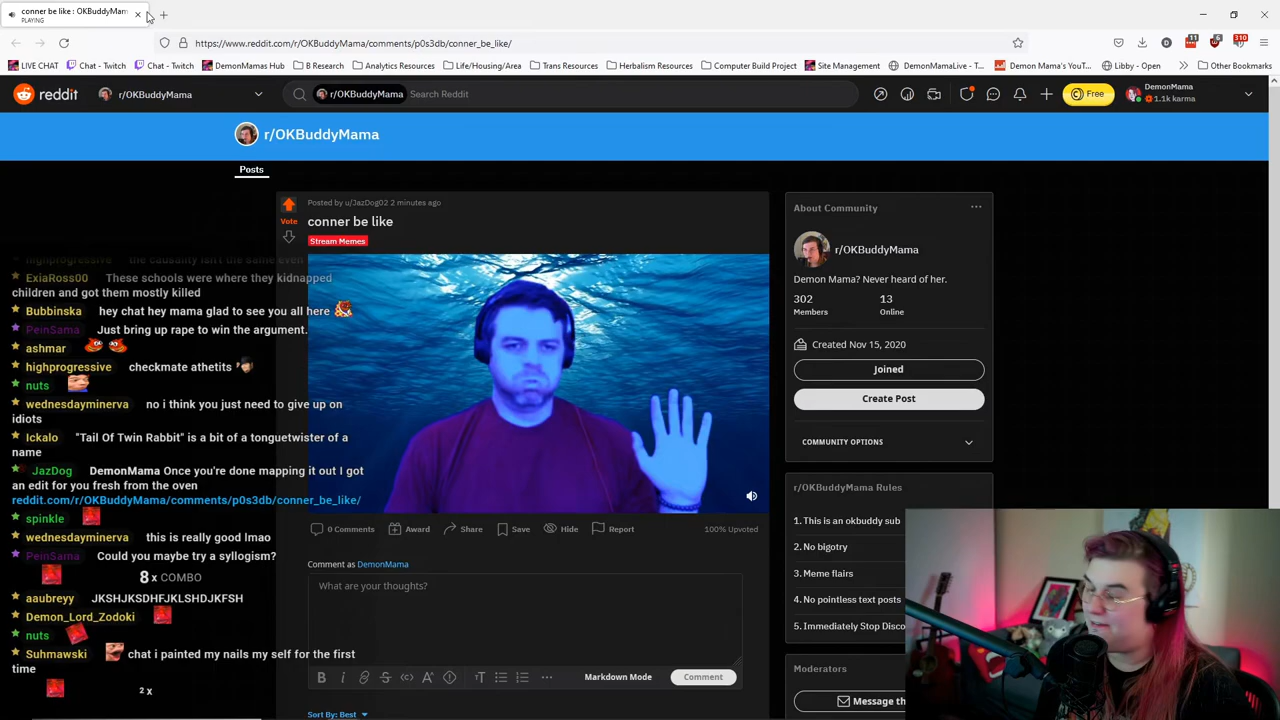 conner be like : OKBuddyMam
PLAYING
https://www.reddit.com/r/OKBuddyMama/comments/p0s3db/conner_be_like/
11
6
310
LIVE CHAT
Chat - Twitch
Chat - Twitch
DemonMamas Hub
B Research
Analytics Resources
Life/Housing/Area
Trans Resources
Herbalism Resources
Computer Build Project
Site Management
DemonMamaLive - T...
Demon Mama's YouT...
Libby - Open
Other Bookmarks
reddit
r/OKBuddyMama
r/OKBuddyMama
Search Reddit
Free
DemonMama
1.1k karma
r/OKBuddyMama
Posts
Vote
Posted by u/JazDog02 2 minutes ago
conner be like
Stream Memes
0 Comments
Award
Share
Save
Hide
Report
100% Upvoted
Comment as DemonMama
What are your thoughts?
Markdown Mode
Comment
Sort By: Best
About Community
r/OKBuddyMama
Demon Mama? Never heard of her.
302
Members
13
Online
Created Nov 15, 2020
Joined
Create Post
COMMUNITY OPTIONS
r/OKBuddyMama Rules
1. This is an okbuddy sub
2. No bigotry
3. Meme flairs
4. No pointless text posts
5. Immediately Stop Disco
Moderators
Message th
highprogressive the causality isn't the same even
ExiaRoss00 These schools were where they kidnapped
children and got them mostly killed
Bubbinska hey chat hey mama glad to see you all here
PeinSama Just bring up rape to win the argument.
ashmar
highprogressive checkmate athetits
nuts
wednesdayminerva no i think you just need to give up on
idiots
Ickalo "Tail Of Twin Rabbit" is a bit of a tonguetwister of a
name
JazDog DemonMama Once you're done mapping it out I got
an edit for you fresh from the oven
reddit.com/r/OKBuddyMama/comments/p0s3db/conner_be_like/
spinkle
wednesdayminerva this is really good lmao
PeinSama Could you maybe try a syllogism?
8x COMBO
aaubreyy JKSHJKSDHFJKLSHDJKFSH
Demon_Lord_Zodoki
nuts
Suhmawski chat i painted my nails my self for the first
time
2 x